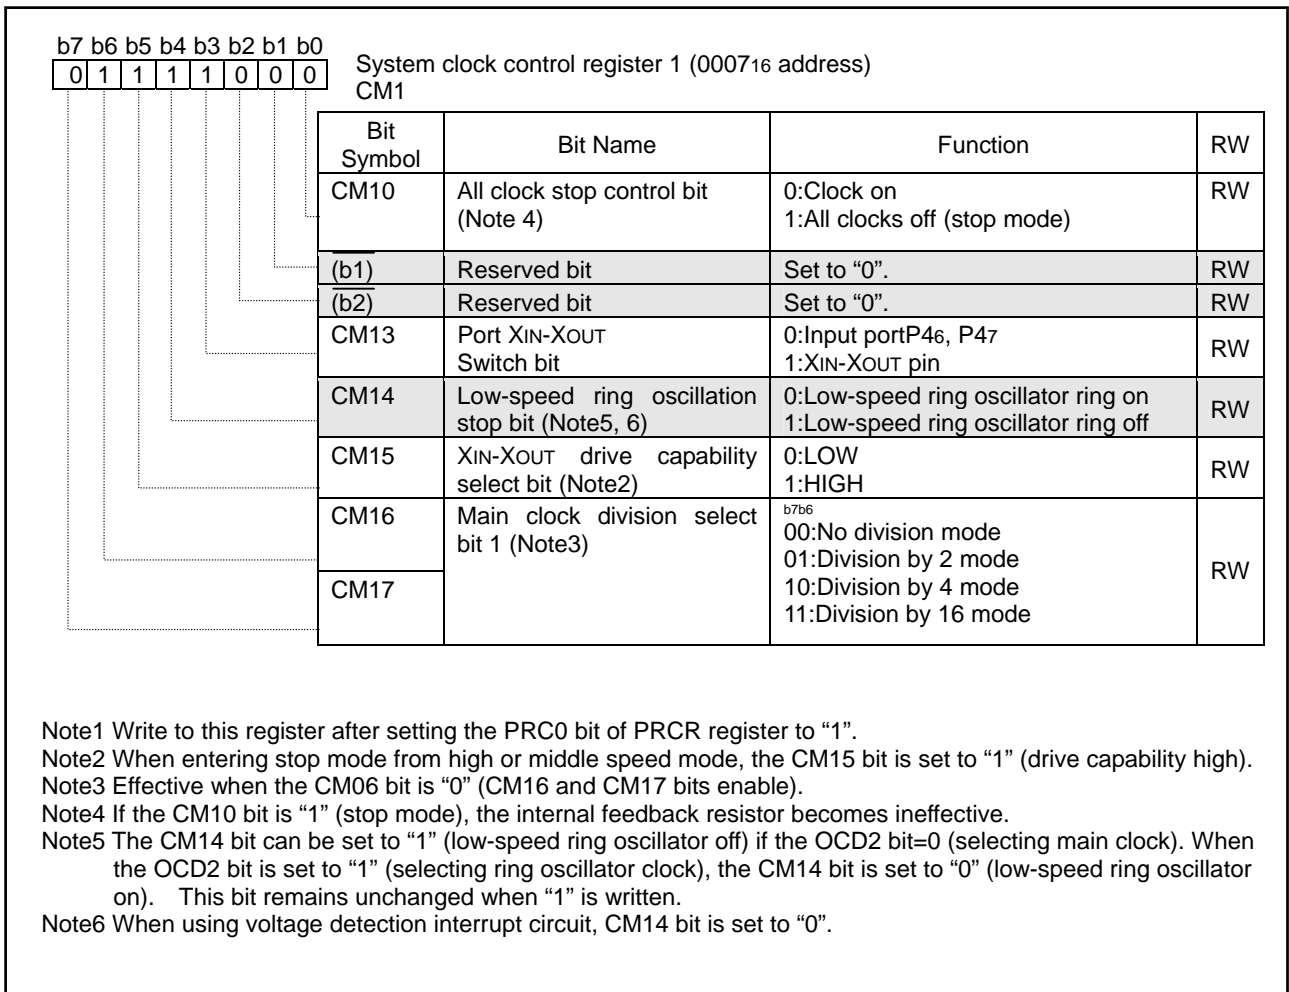 b7 b6 b5 b4 b3 b2 b1 b0
0 1 1 1 1 0 0 0
System clock control register 1 (000716 address)
CM1
Bit Symbol Bit Name Function RW
CM10 All clock stop control bit 0:Clock on RW
(Note 4) 1:All clocks off (stop mode)
(b1) Reserved bit Set to “0”. RW
(b2) Reserved bit Set to “0”. RW
CM13 Port XIN-XOUT 0:Input portP46, P47 RW
Switch bit 1:XIN-XOUT pin
CM14 Low-speed ring oscillation 0:Low-speed ring oscillator ring on RW
stop bit (Note5, 6) 1:Low-speed ring oscillator ring off
CM15 XIN-XOUT drive capability 0:LOW RW
select bit (Note2) 1:HIGH
CM16 Main clock division select b7b6
bit 1 (Note3) 00:No division mode
01:Division by 2 mode RW
CM17 10:Division by 4 mode
11:Division by 16 mode
Note1 Write to this register after setting the PRC0 bit of PRCR register to “1”.
Note2 When entering stop mode from high or middle speed mode, the CM15 bit is set to “1” (drive capability high).
Note3 Effective when the CM06 bit is “0” (CM16 and CM17 bits enable).
Note4 If the CM10 bit is “1” (stop mode), the internal feedback resistor becomes ineffective.
Note5 The CM14 bit can be set to “1” (low-speed ring oscillator off) if the OCD2 bit=0 (selecting main clock). When
the OCD2 bit is set to “1” (selecting ring oscillator clock), the CM14 bit is set to “0” (low-speed ring oscillator
on). This bit remains unchanged when “1” is written.
Note6 When using voltage detection interrupt circuit, CM14 bit is set to “0”.